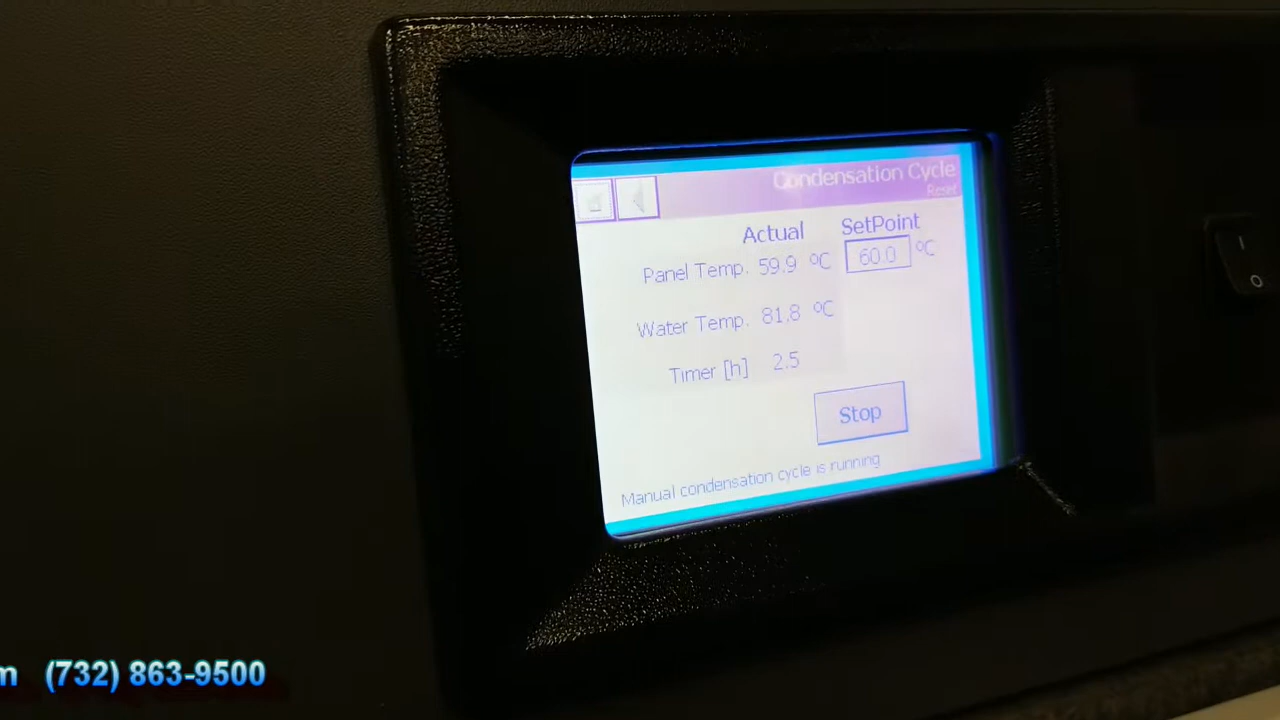 Condensation Cycle
Reset
Actual SetPoint
Panel Temp. 59.9 ºC 60.0 ºC
Water Temp. 81.8 ºC
Timer [h] 2.5
Stop
Manual condensation cycle is running
m (732) 863-9500